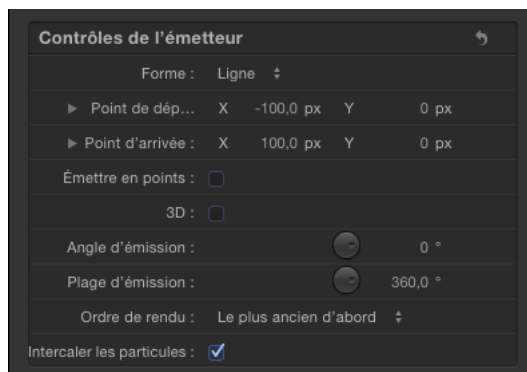 Contrôles de l’émetteur
Forme : Ligne
Point de dép... X -100,0 px Y 0 px
Point d’arrivée : X 100,0 px Y 0 px
Émettre en points :
3D :
Angle d’émission : 0 °
Plage d’émission : 360,0 °
Ordre de rendu : Le plus ancien d’abord
Intercaler les particules :